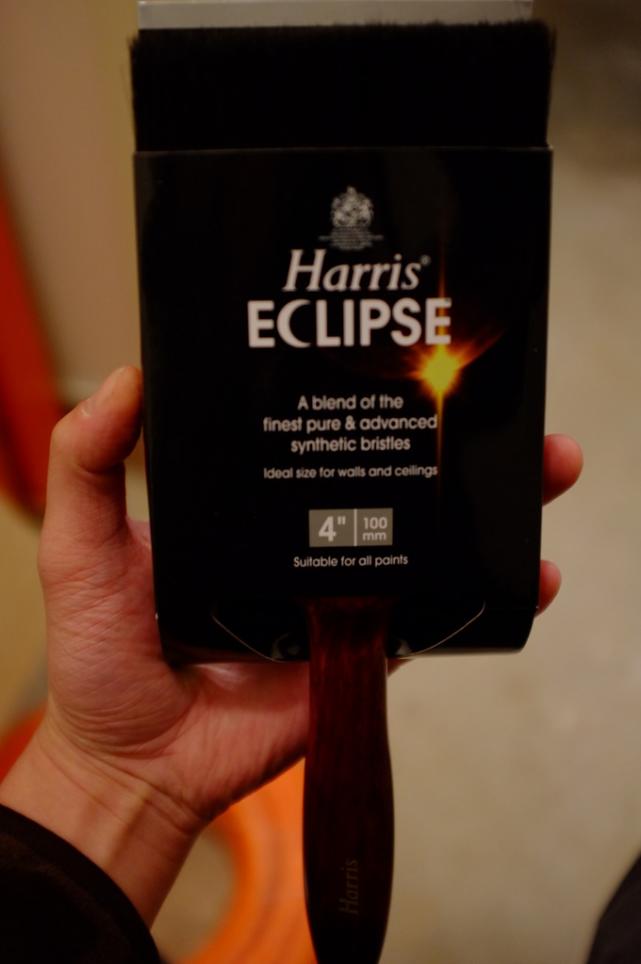 Harris®
ECLIPSE
A blend of the
finest pure & advanced
synthetic bristles
Ideal size for walls and ceilings
4" 100 mm
Suitable for all paints
Harris